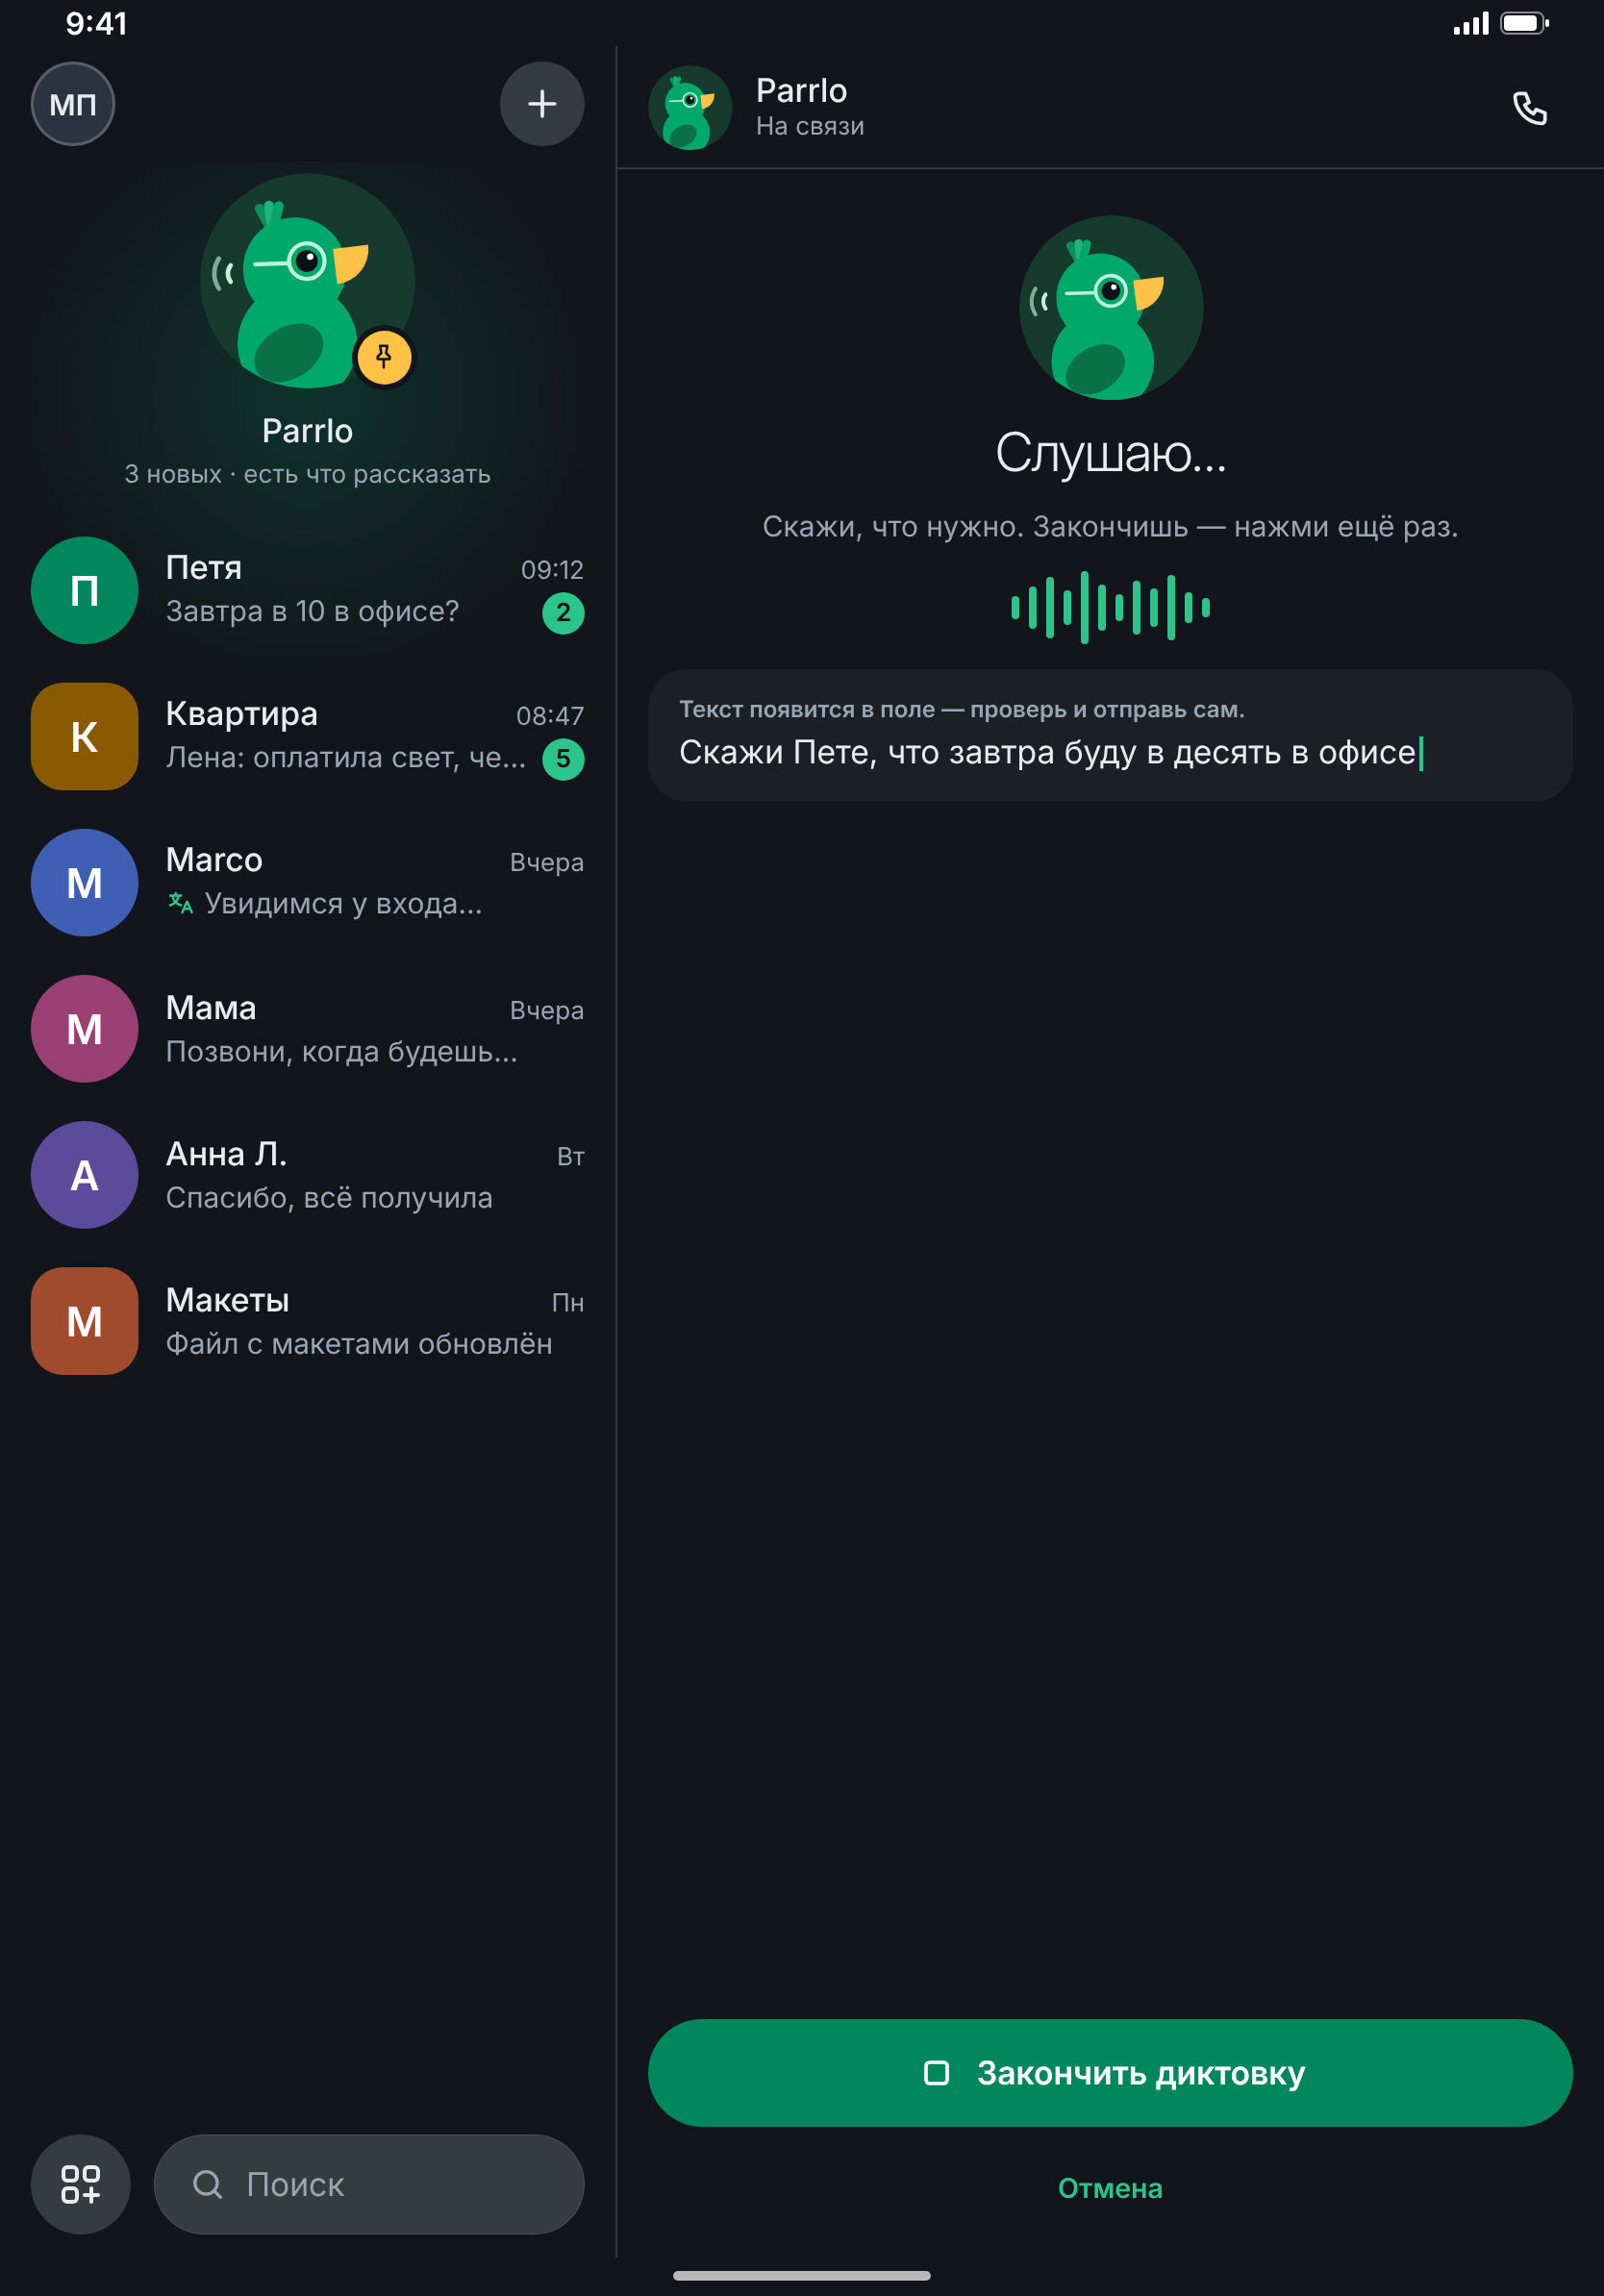 9:41
МП
Parrlo
3 новых · есть что рассказать
П
Петя
09:12
Завтра в 10 в офисе?
2
К
Квартира
08:47
Лена: оплатила свет, че...
5
M
Marco
Вчера
Увидимся у входа...
М
Мама
Вчера
Позвони, когда будешь...
А
Анна Л.
Вт
Спасибо, всё получила
М
Макеты
Пн
Файл с макетами обновлён
Поиск
Parrlo
На связи
Слушаю...
Скажи, что нужно. Закончишь — нажми ещё раз.
Текст появится в поле — проверь и отправь сам.
Скажи Пете, что завтра буду в десять в офисе
Закончить диктовку
Отмена